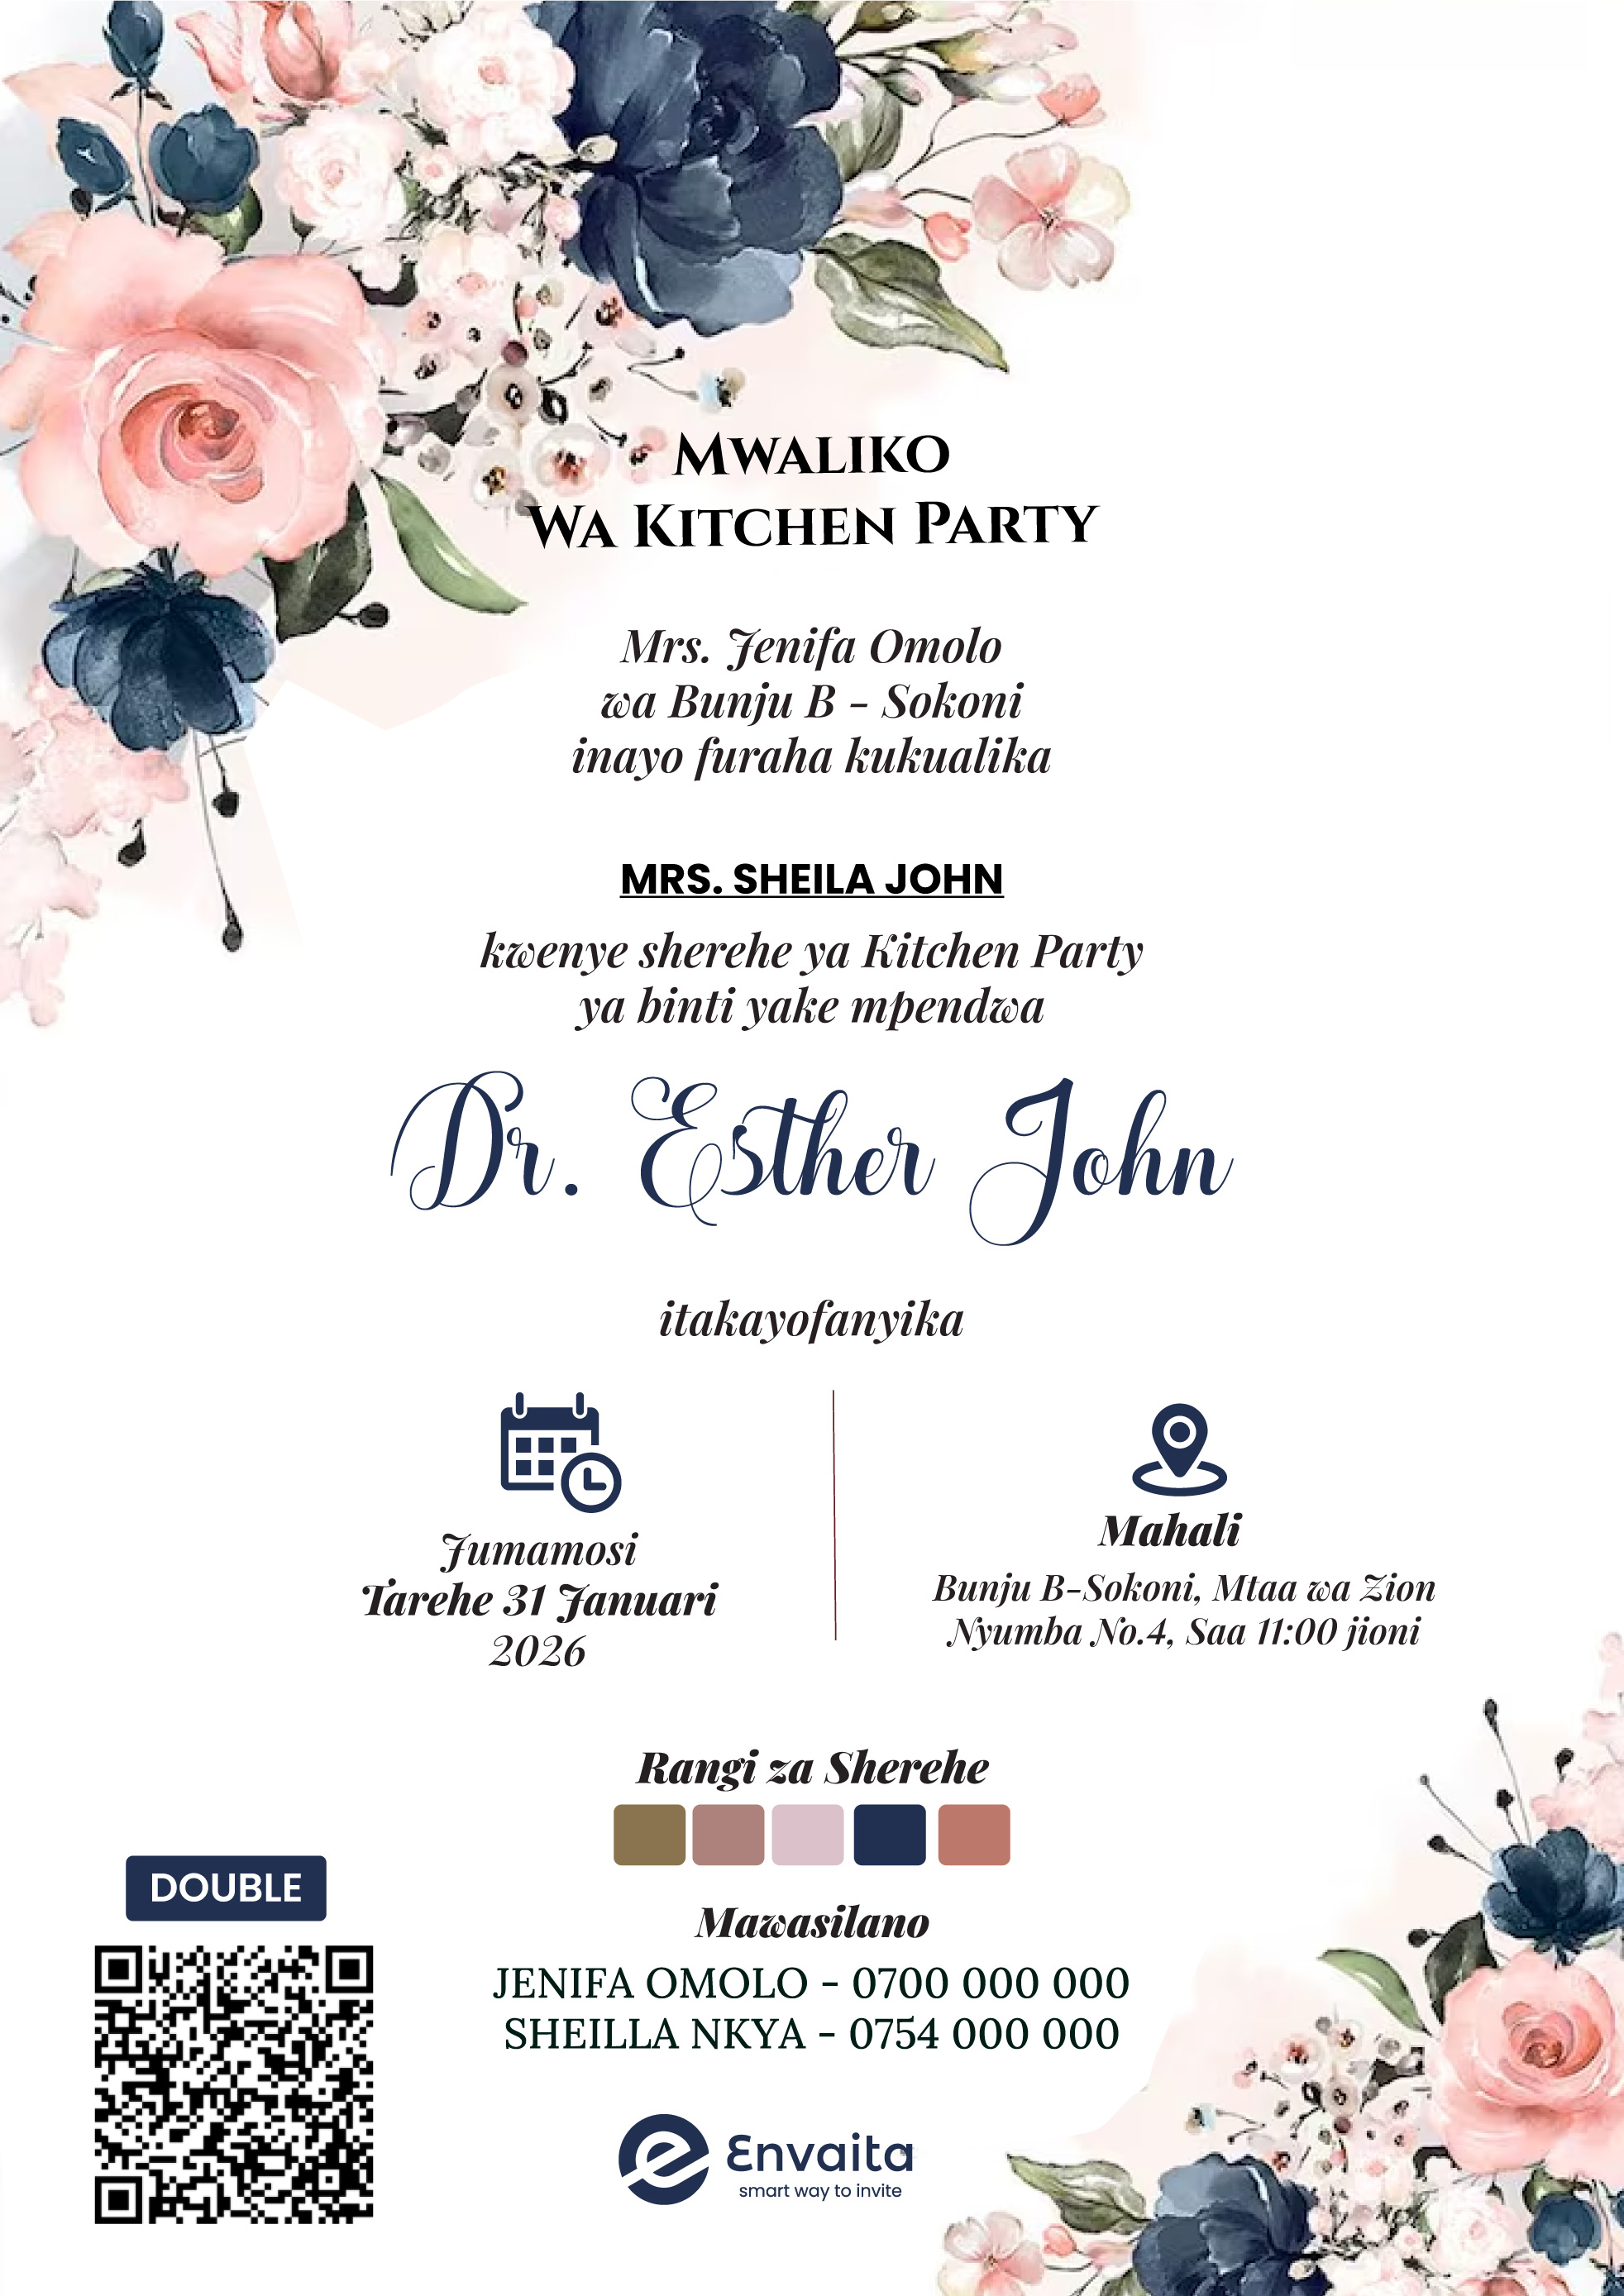 Mwaliko
Wa Kitchen Party
Mrs. Jenifa Omolo
wa Bunju B - Sokoni
inayo furaha kukualika
MRS. SHEILA JOHN
kwenye sherehe ya Kitchen Party
ya binti yake mpendwa
Dr. Esther John
itakayofanyika
Jumamosi
Tarehe 31 Januari
2026
Mahali
Bunju B-Sokoni, Mtaa wa Zion
Nyumba No.4, Saa 11:00 jioni
Rangi za Sherehe
DOUBLE
Mawasilano
JENIFA OMOLO - 0700 000 000
SHEILLA NKYA - 0754 000 000
Envaita
smart way to invite